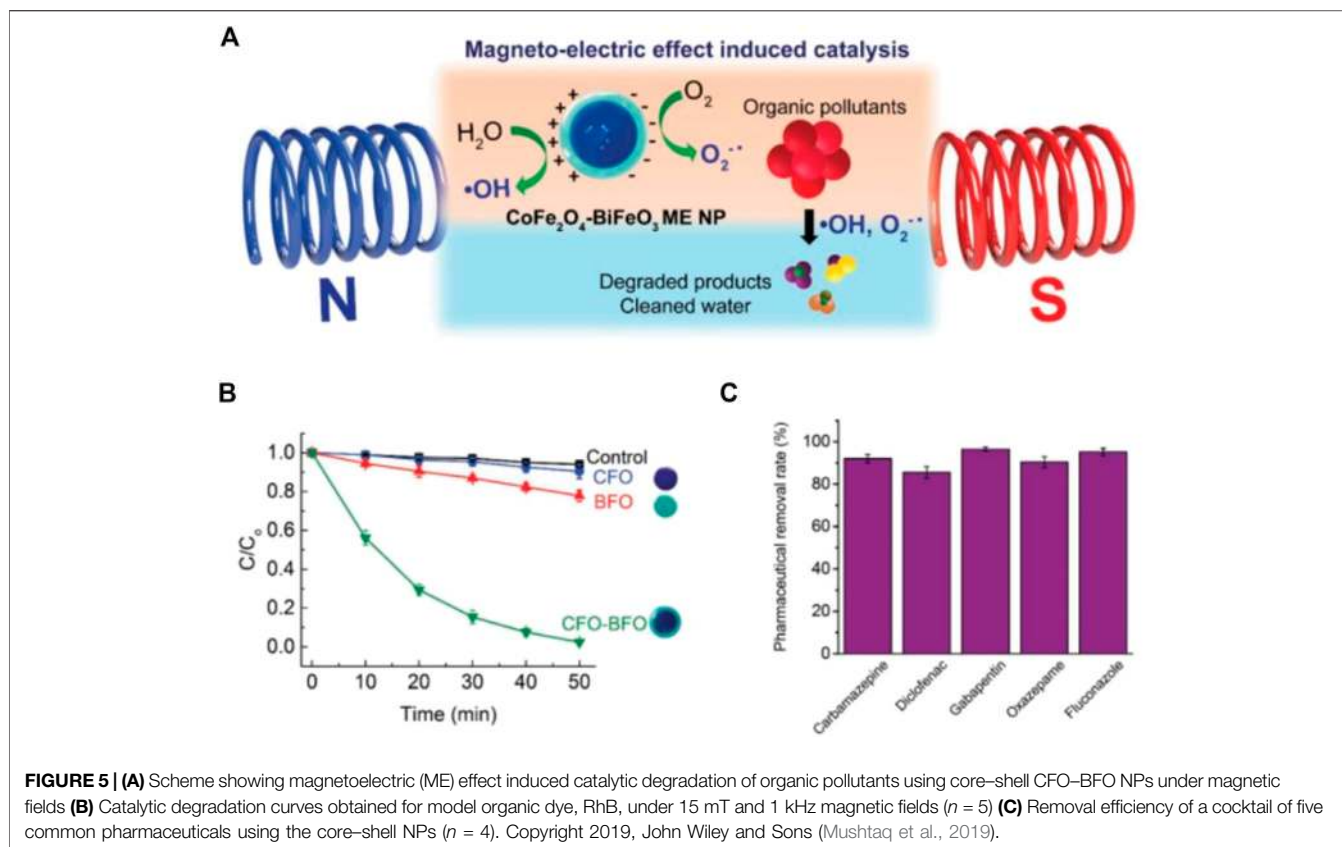 A
Magneto-electric effect induced catalysis
H₂O
•OH
+ + + + + + + + +
- - - - - - - -
O₂
O₂⁻·
CoFe₂O₄-BiFeO₃ ME NP
Organic pollutants
•OH, O₂⁻·
Degraded products
Cleaned water
N
S
B
C/Cₒ
1.0
0.8
0.6
0.4
0.2
0.0
Control
CFO
BFO
CFO-BFO
0 10 20 30 40 50
Time (min)
C
Pharmaceutical removal rate (%)
100
80
60
40
20
0
Carbamazepine
Diclofenac
Gabapentin
Oxazepame
Fluconazole
FIGURE 5 | (A) Scheme showing magnetoelectric (ME) effect induced catalytic degradation of organic pollutants using core–shell CFO–BFO NPs under magnetic
fields (B) Catalytic degradation curves obtained for model organic dye, RhB, under 15 mT and 1 kHz magnetic fields (n = 5) (C) Removal efficiency of a cocktail of five
common pharmaceuticals using the core–shell NPs (n = 4). Copyright 2019, John Wiley and Sons (Mushtaq et al., 2019).